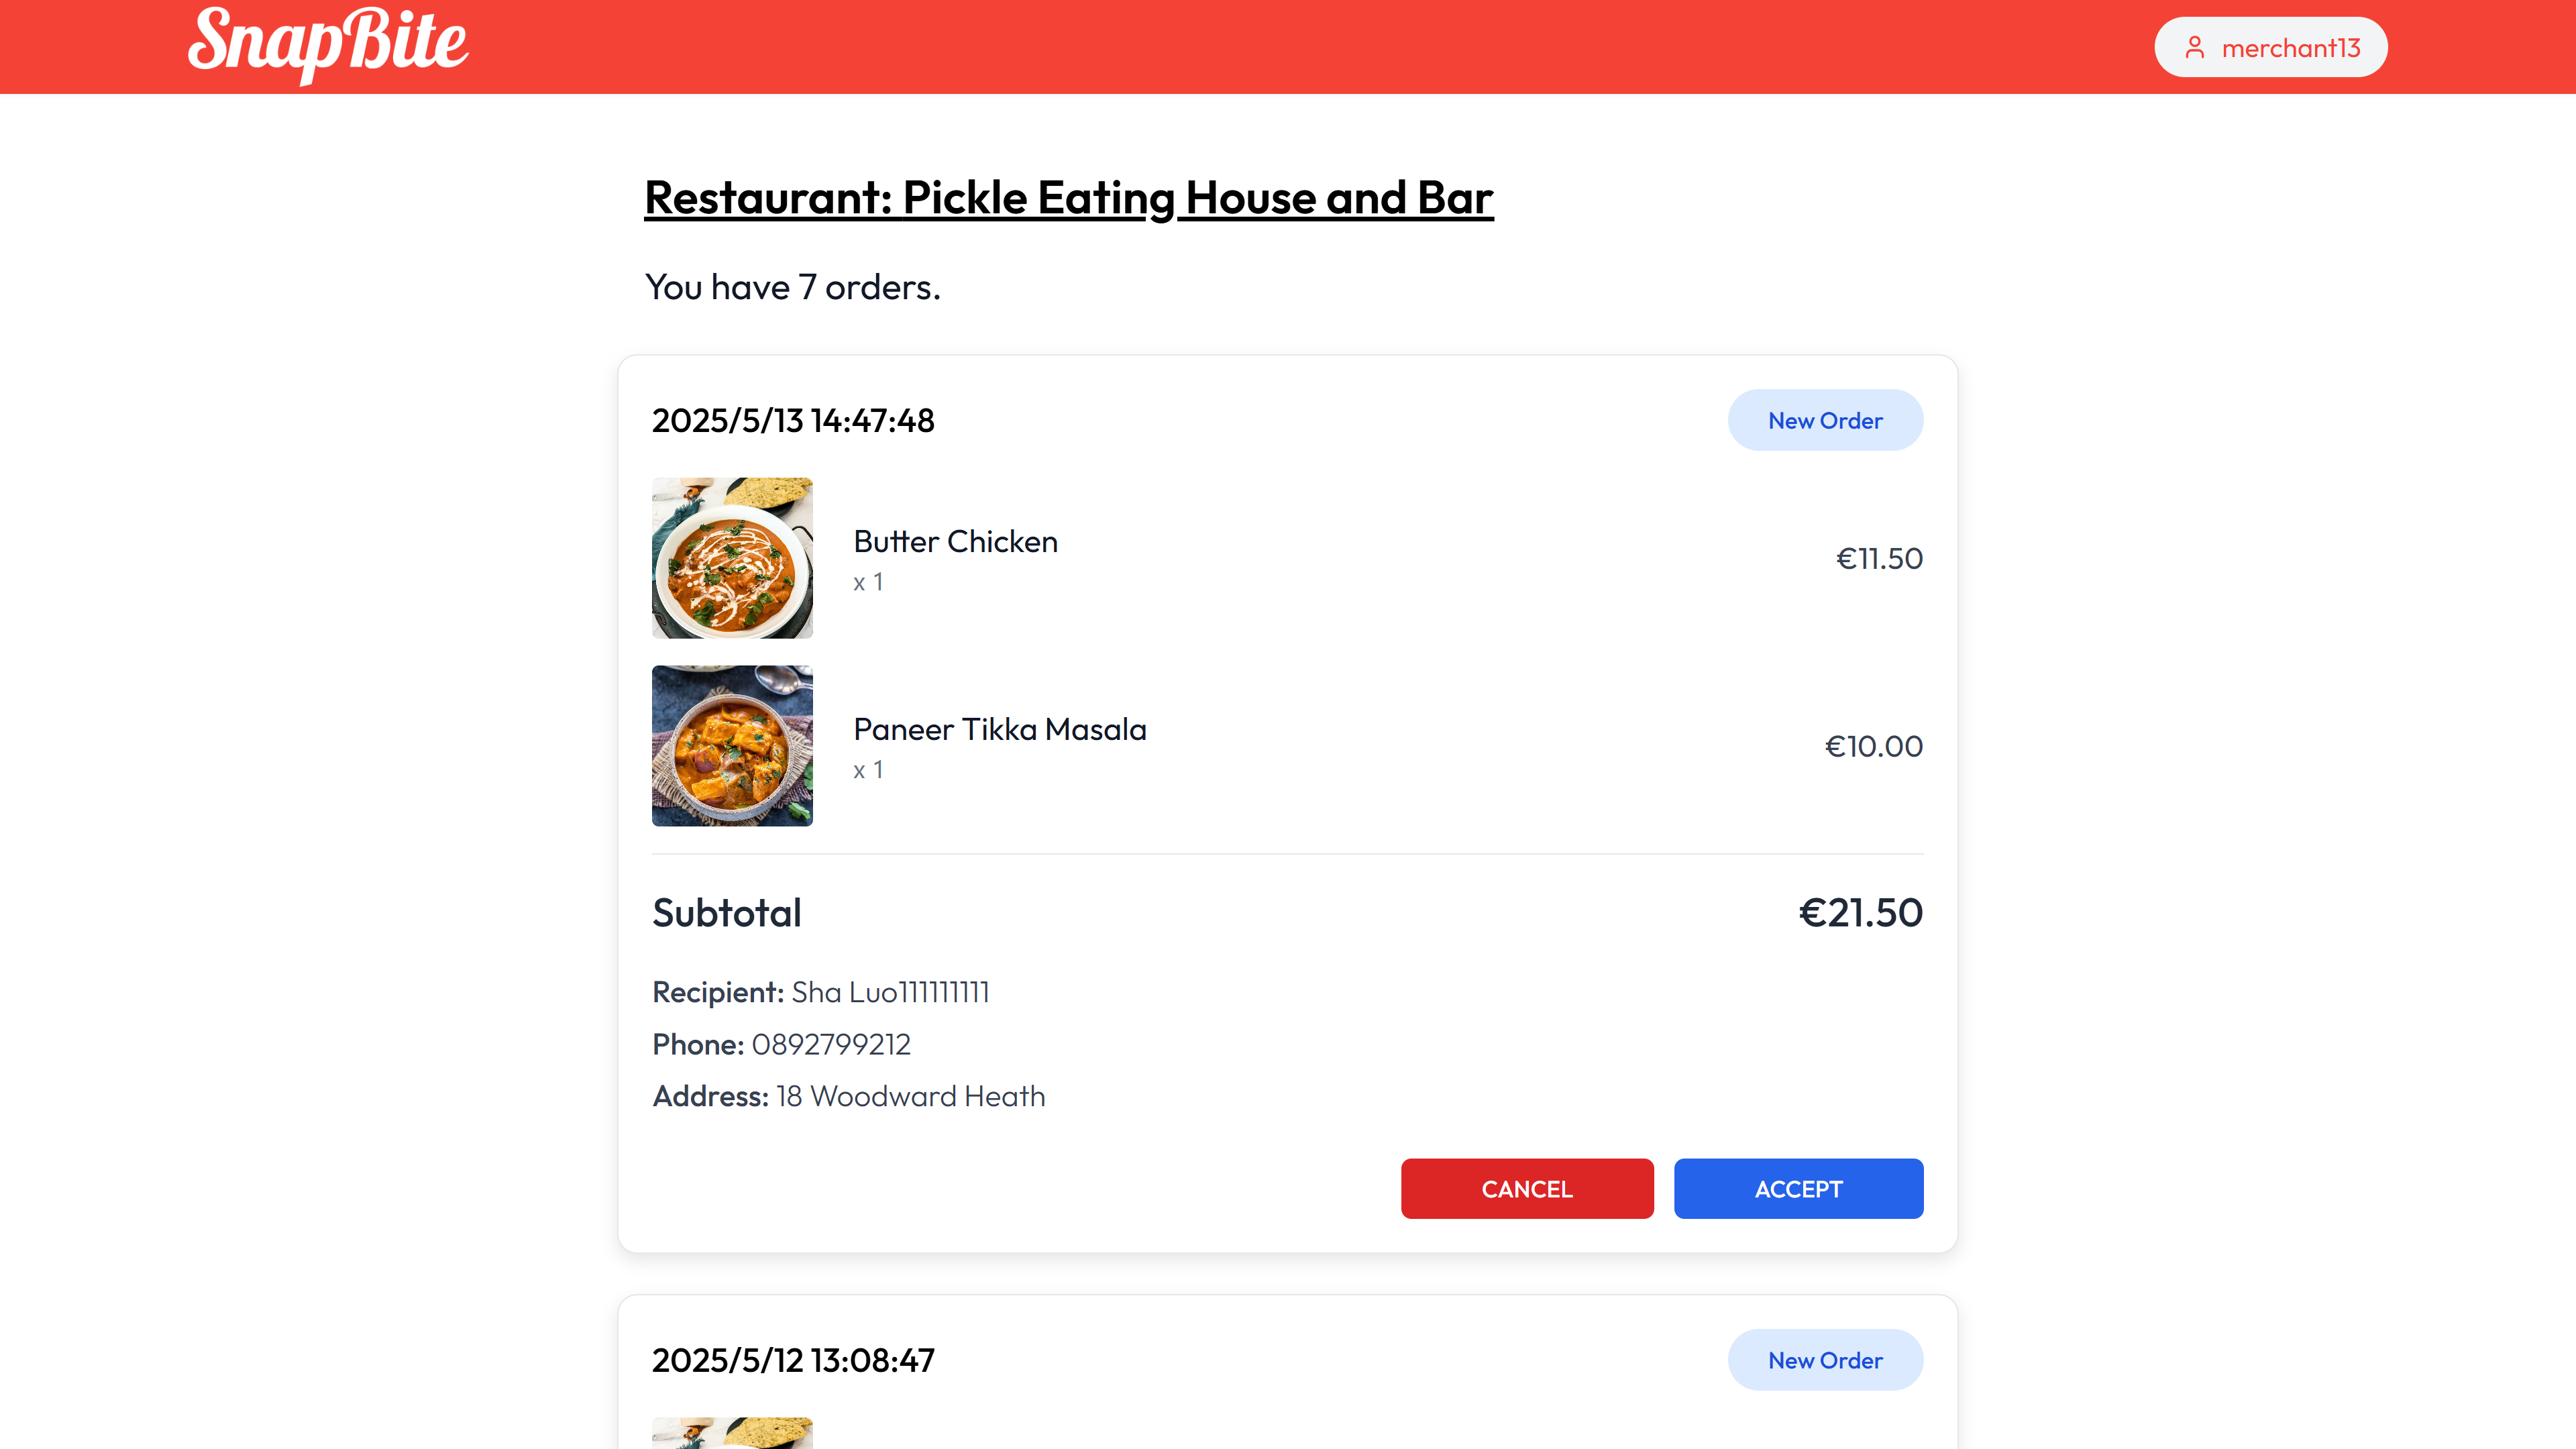 SnapBite
merchant13
Restaurant: Pickle Eating House and Bar
You have 7 orders.
2025/5/13 14:47:48
New Order
Butter Chicken
x 1
€11.50
Paneer Tikka Masala
x 1
€10.00
Subtotal
€21.50
Recipient: Sha Luo111111111
Phone: 0892799212
Address: 18 Woodward Heath
CANCEL
ACCEPT
2025/5/12 13:08:47
New Order